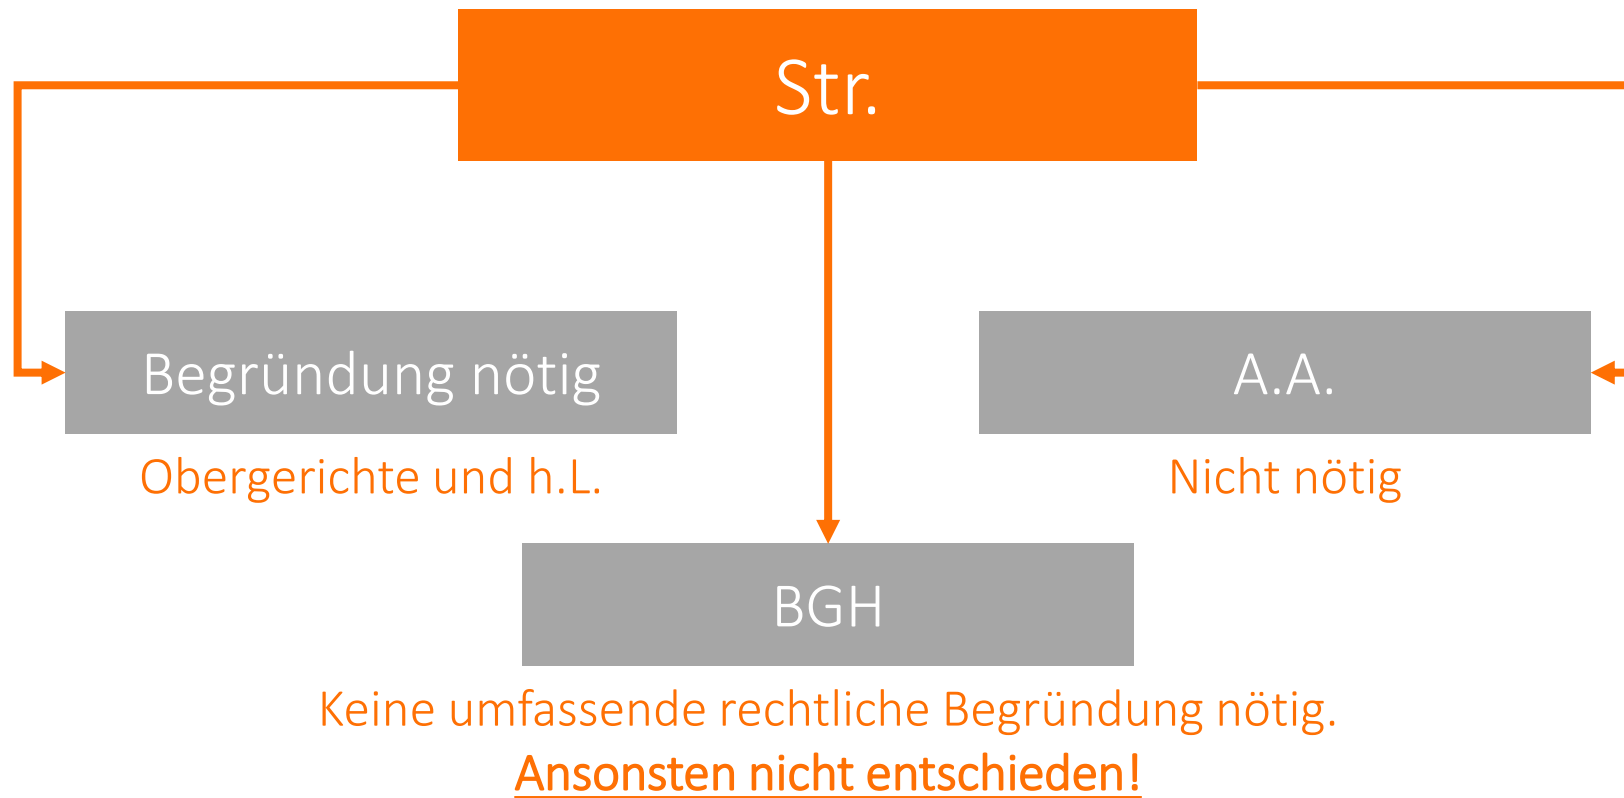 Str.
Begründung nötig
Obergerichte und h.L.
A.A.
Nicht nötig
BGH
Keine umfassende rechtliche Begründung nötig.
Ansonsten nicht entschieden!